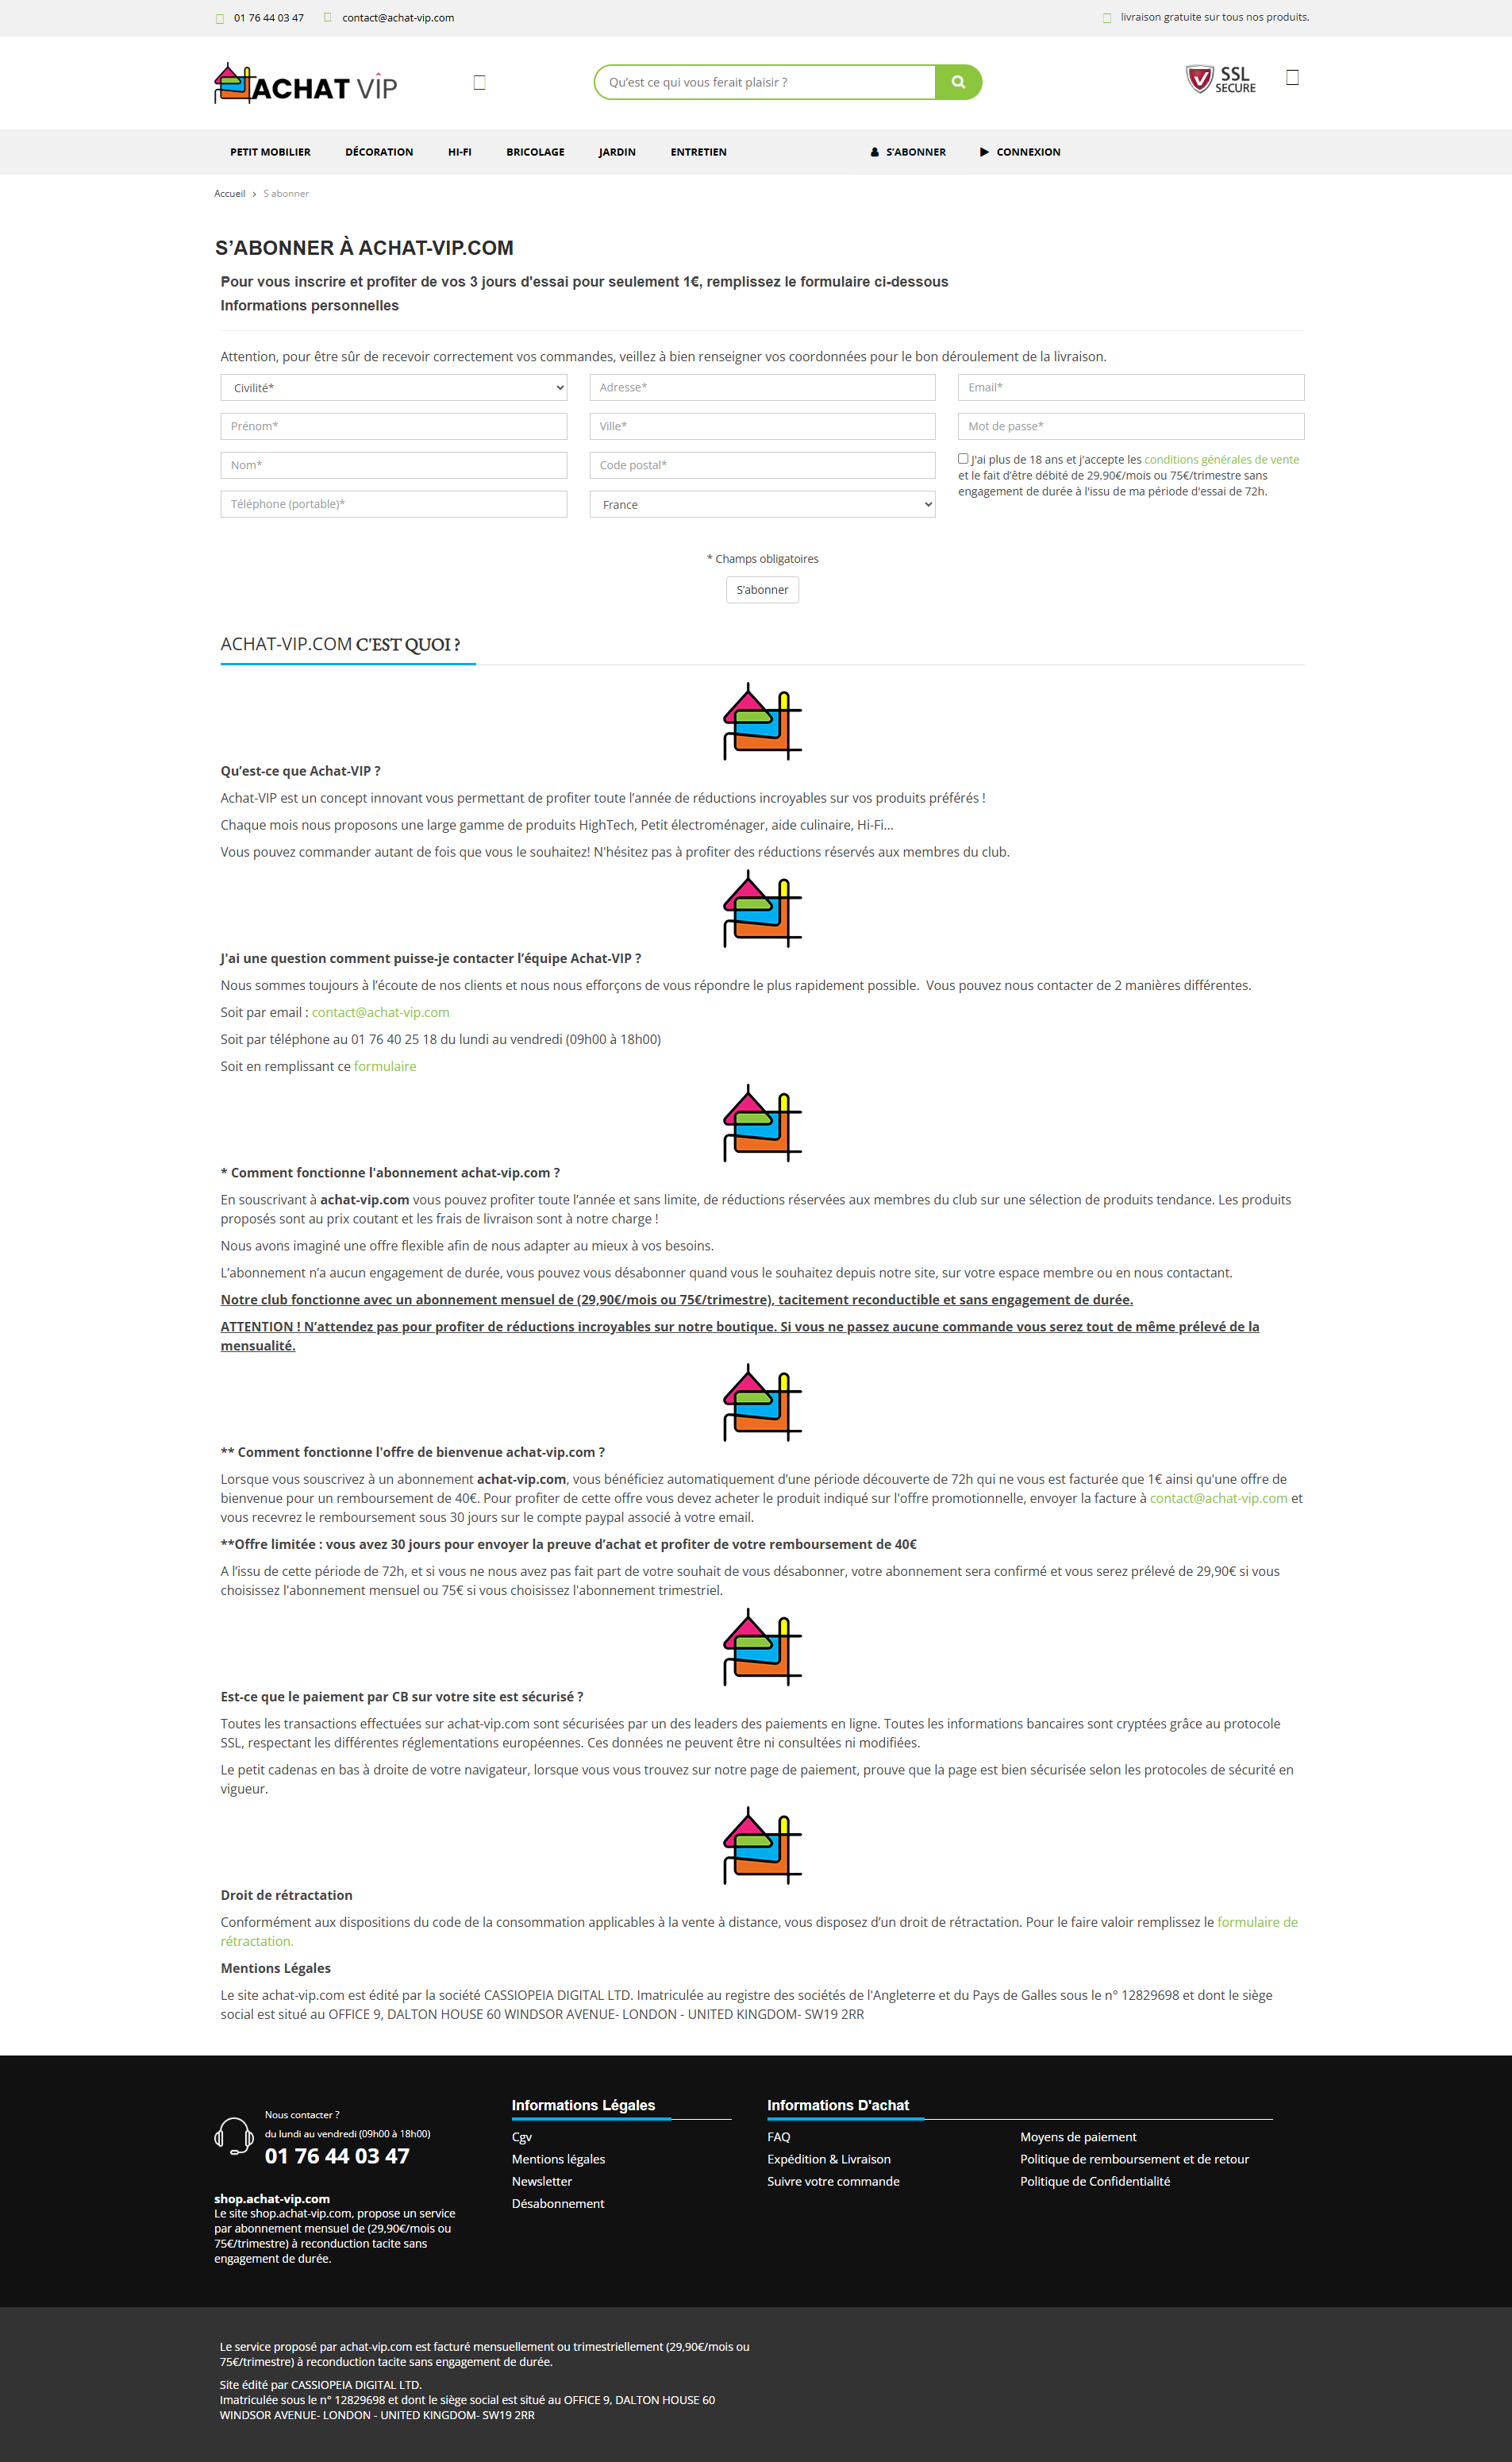 01 76 44 03 47 contact@achat-vip.com livraison gratuite sur tous nos produits.
ACHAT VIP
Qu’est ce qui vous ferait plaisir ?
SSL
SECURE
PETIT MOBILIER DÉCORATION HI-FI BRICOLAGE JARDIN ENTRETIEN S'ABONNER CONNEXION
Accueil > S abonner
S’ABONNER À ACHAT-VIP.COM
Pour vous inscrire et profiter de vos 3 jours d'essai pour seulement 1€, remplissez le formulaire ci-dessous
Informations personnelles
Attention, pour être sûr de recevoir correctement vos commandes, veillez à bien renseigner vos coordonnées pour le bon déroulement de la livraison.
Civilité* Adresse* Email*
Prénom* Ville* Mot de passe*
Nom* Code postal*
J'ai plus de 18 ans et j'accepte les conditions générales de vente
et le fait d’être débité de 29,90€/mois ou 75€/trimestre sans
engagement de durée à l'issu de ma période d'essai de 72h.
Téléphone (portable)* France
* Champs obligatoires
S'abonner
ACHAT-VIP.COM C'EST QUOI ?
Qu’est-ce que Achat-VIP ?
Achat-VIP est un concept innovant vous permettant de profiter toute l’année de réductions incroyables sur vos produits préférés !
Chaque mois nous proposons une large gamme de produits HighTech, Petit électroménager, aide culinaire, Hi-Fi...
Vous pouvez commander autant de fois que vous le souhaitez! N'hésitez pas à profiter des réductions réservés aux membres du club.
J'ai une question comment puisse-je contacter l’équipe Achat-VIP ?
Nous sommes toujours à l’écoute de nos clients et nous nous efforçons de vous répondre le plus rapidement possible. Vous pouvez nous contacter de 2 manières différentes.
Soit par email : contact@achat-vip.com
Soit par téléphone au 01 76 40 25 18 du lundi au vendredi (09h00 à 18h00)
Soit en remplissant ce formulaire
* Comment fonctionne l'abonnement achat-vip.com ?
En souscrivant à achat-vip.com vous pouvez profiter toute l’année et sans limite, de réductions réservées aux membres du club sur une sélection de produits tendance. Les produits
proposés sont au prix coutant et les frais de livraison sont à notre charge !
Nous avons imaginé une offre flexible afin de nous adapter au mieux à vos besoins.
L’abonnement n’a aucun engagement de durée, vous pouvez vous désabonner quand vous le souhaitez depuis notre site, sur votre espace membre ou en nous contactant.
Notre club fonctionne avec un abonnement mensuel de (29,90€/mois ou 75€/trimestre), tacitement reconductible et sans engagement de durée.
ATTENTION ! N’attendez pas pour profiter de réductions incroyables sur notre boutique. Si vous ne passez aucune commande vous serez tout de même prélevé de la
mensualité.
** Comment fonctionne l'offre de bienvenue achat-vip.com ?
Lorsque vous souscrivez à un abonnement achat-vip.com, vous bénéficiez automatiquement d’une période découverte de 72h qui ne vous est facturée que 1€ ainsi qu'une offre de
bienvenue pour un remboursement de 40€. Pour profiter de cette offre vous devez acheter le produit indiqué sur l'offre promotionnelle, envoyer la facture à contact@achat-vip.com et
vous recevrez le remboursement sous 30 jours sur le compte paypal associé à votre email.
**Offre limitée : vous avez 30 jours pour envoyer la preuve d’achat et profiter de votre remboursement de 40€
A l’issu de cette période de 72h, et si vous ne nous avez pas fait part de votre souhait de vous désabonner, votre abonnement sera confirmé et vous serez prélevé de 29,90€ si vous
choisissez l'abonnement mensuel ou 75€ si vous choisissez l'abonnement trimestriel.
Est-ce que le paiement par CB sur votre site est sécurisé ?
Toutes les transactions effectuées sur achat-vip.com sont sécurisées par un des leaders des paiements en ligne. Toutes les informations bancaires sont cryptées grâce au protocole
SSL, respectant les différentes réglementations européennes. Ces données ne peuvent être ni consultées ni modifiées.
Le petit cadenas en bas à droite de votre navigateur, lorsque vous vous trouvez sur notre page de paiement, prouve que la page est bien sécurisée selon les protocoles de sécurité en
vigueur.
Droit de rétractation
Conformément aux dispositions du code de la consommation applicables à la vente à distance, vous disposez d’un droit de rétractation. Pour le faire valoir remplissez le formulaire de
rétractation.
Mentions Légales
Le site achat-vip.com est édité par la société CASSIOPEIA DIGITAL LTD. Imatriculée au registre des sociétés de l'Angleterre et du Pays de Galles sous le n° 12829698 et dont le siège
social est situé au OFFICE 9, DALTON HOUSE 60 WINDSOR AVENUE- LONDON - UNITED KINGDOM- SW19 2RR
Nous contacter ?
du lundi au vendredi (09h00 à 18h00)
01 76 44 03 47
shop.achat-vip.com
Le site shop.achat-vip.com, propose un service
par abonnement mensuel de (29,90€/mois ou
75€/trimestre) à reconduction tacite sans
engagement de durée.
Informations Légales
Cgv
Mentions légales
Newsletter
Désabonnement
Informations D'achat
FAQ
Expédition & Livraison
Suivre votre commande
Moyens de paiement
Politique de remboursement et de retour
Politique de Confidentialité
Le service proposé par achat-vip.com est facturé mensuellement ou trimestriellement (29,90€/mois ou
75€/trimestre) à reconduction tacite sans engagement de durée.
Site édité par CASSIOPEIA DIGITAL LTD.
Imatriculée sous le n° 12829698 et dont le siège social est situé au OFFICE 9, DALTON HOUSE 60
WINDSOR AVENUE- LONDON - UNITED KINGDOM- SW19 2RR